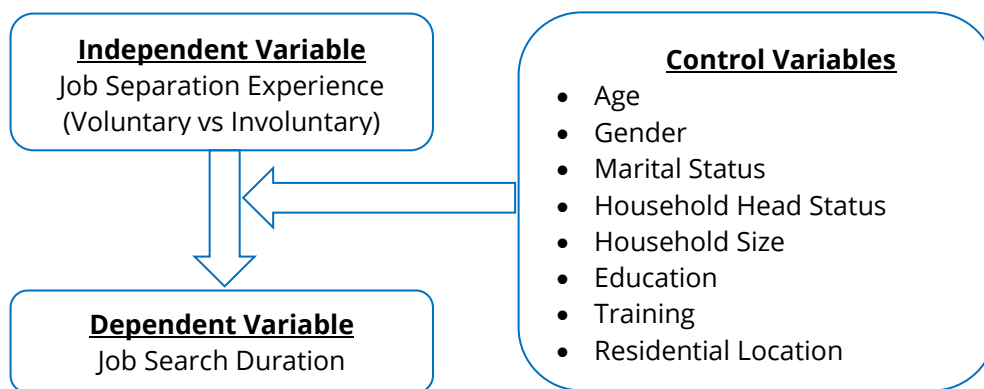 Independent Variable
Job Separation Experience
(Voluntary vs Involuntary)
Dependent Variable
Job Search Duration
Control Variables
• Age
• Gender
• Marital Status
• Household Head Status
• Household Size
• Education
• Training
• Residential Location